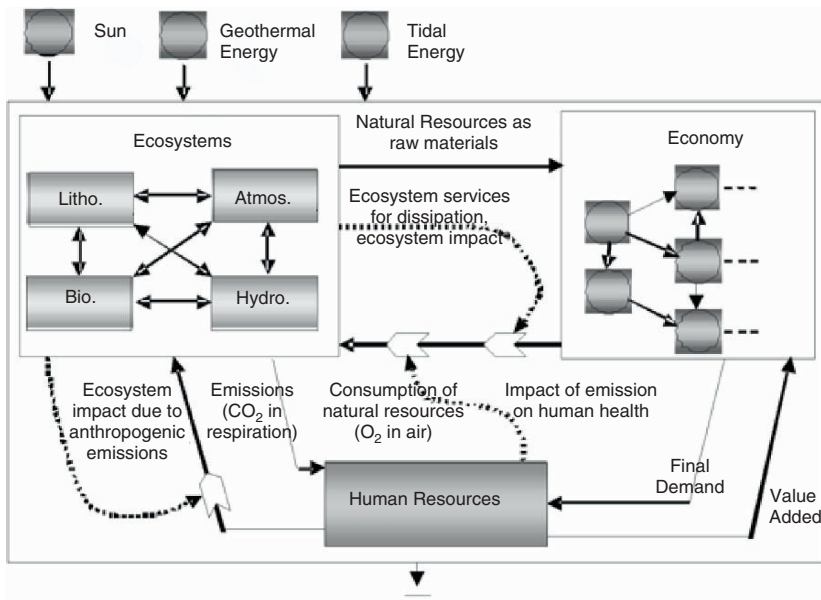 Sun
Geothermal
Energy
Tidal
Energy
Ecosystems
Natural Resources as
raw materials
Economy
Litho.
Atmos.
Ecosystem services
for dissipation,
ecosystem impact
Bio.
Hydro.
Ecosystem
impact due to
anthropogenic
emissions
Emissions
(CO₂ in
respiration)
Consumption of
natural resources
(O₂ in air)
Impact of emission
on human health
Human Resources
Final
Demand
Value
Added